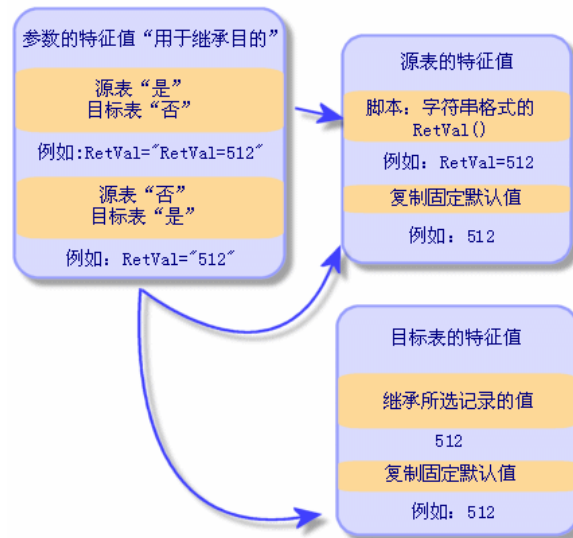 参数的特征值“用于继承目的”
源表“是”
目标表“否”
例如:RetVal="RetVal=512"
源表“否”
目标表“是”
例如: RetVal="512"
源表的特征值
脚本: 字符串格式的
RetVal()
例如: RetVal=512
复制固定默认值
例如: 512
目标表的特征值
继承所选记录的值
512
复制固定默认值
例如: 512